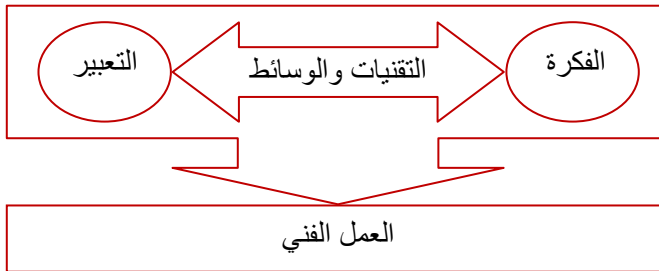 الفكرة
التقنيات والوسائط
التعبير
العمل الفني